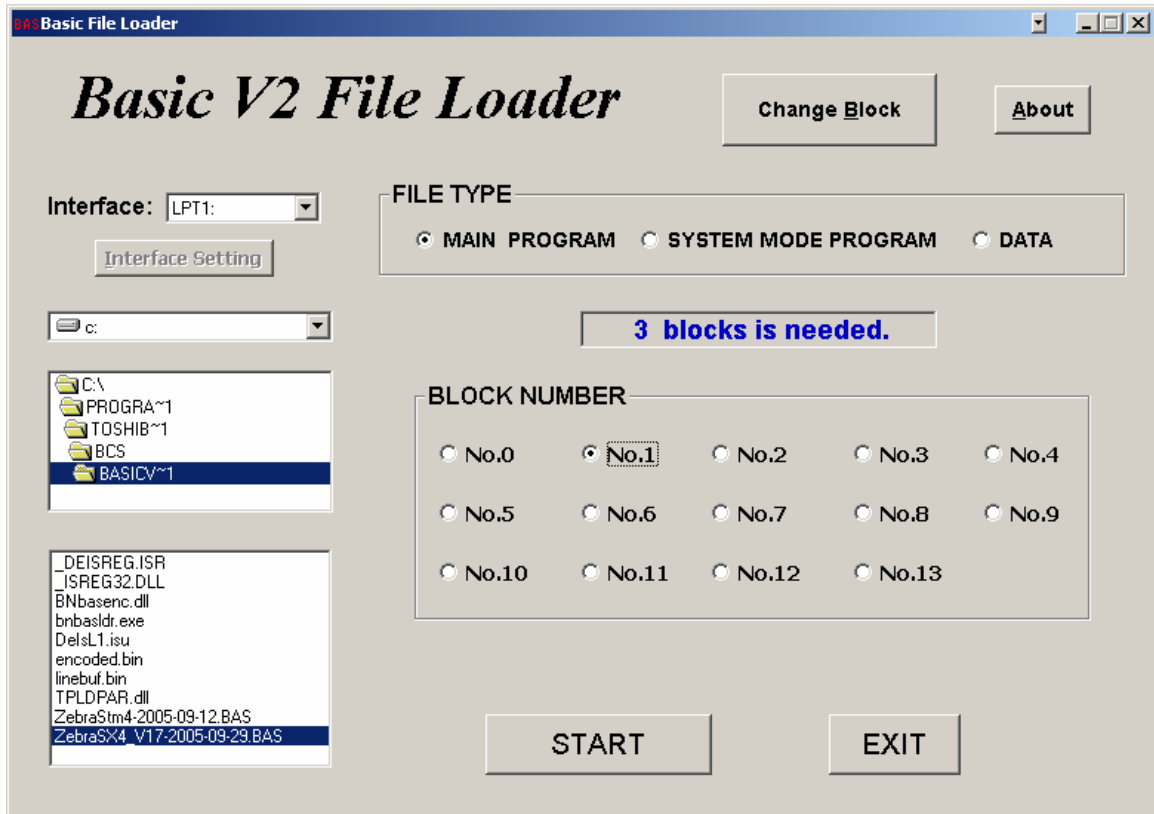 BAS Basic File Loader
Basic V2 File Loader
Change Block
About
Interface: LPT1:
Interface Setting
FILE TYPE
MAIN PROGRAM SYSTEM MODE PROGRAM DATA
c:
3 blocks is needed.
C:\
PROGRA~1
TOSHIB~1
BCS
BASICV~1
BLOCK NUMBER
No.0 No.1 No.2 No.3 No.4
No.5 No.6 No.7 No.8 No.9
No.10 No.11 No.12 No.13
_DEISREG.ISR
_ISREG32.DLL
BNbasenc.dll
bnbasldr.exe
DelsL1.isu
encoded.bin
linebuf.bin
TPLDPAR.dll
ZebraStm4-2005-09-12.BAS
ZebraSX4_V17-2005-09-29.BAS
START
EXIT